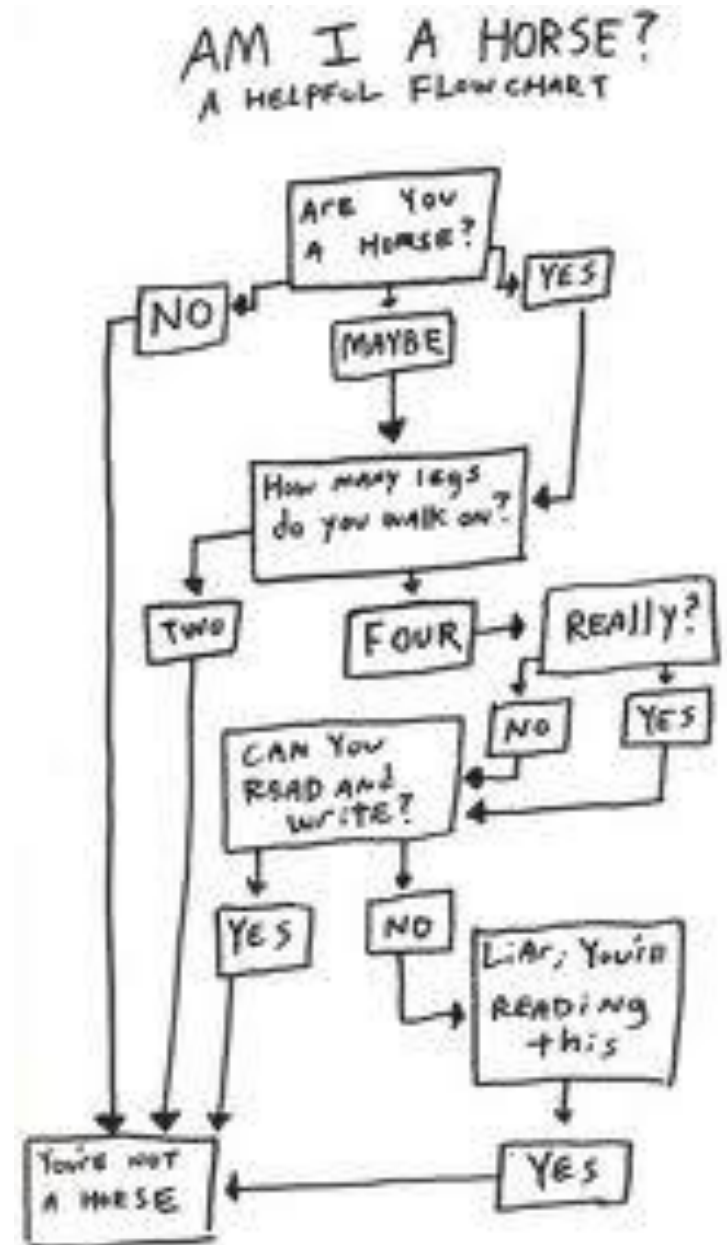 AM I A HORSE?
A HELPFUL FLOWCHART
ArE YOU
A HORSE?
NO
YES
MAYBE
How many legs
do you walk on?
TWO
FOUR
REAlly?
NO
YES
CAN YOU
READ ANd
writE?
YES
NO
LiAr, You're
READiNg
this
YES
You're NOT
A HORSE